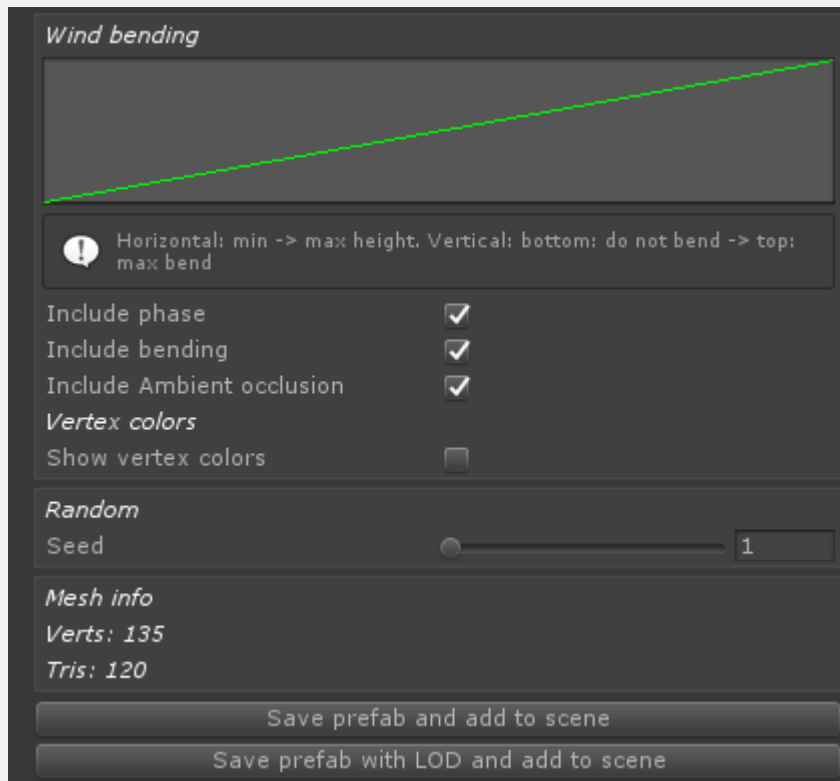 Wind bending
Horizontal: min -> max height. Vertical: bottom: do not bend -> top:
max bend
Include phase
Include bending
Include Ambient occlusion
Vertex colors
Show vertex colors
Random
Seed 1
Mesh info
Verts: 135
Tris: 120
Save prefab and add to scene
Save prefab with LOD and add to scene